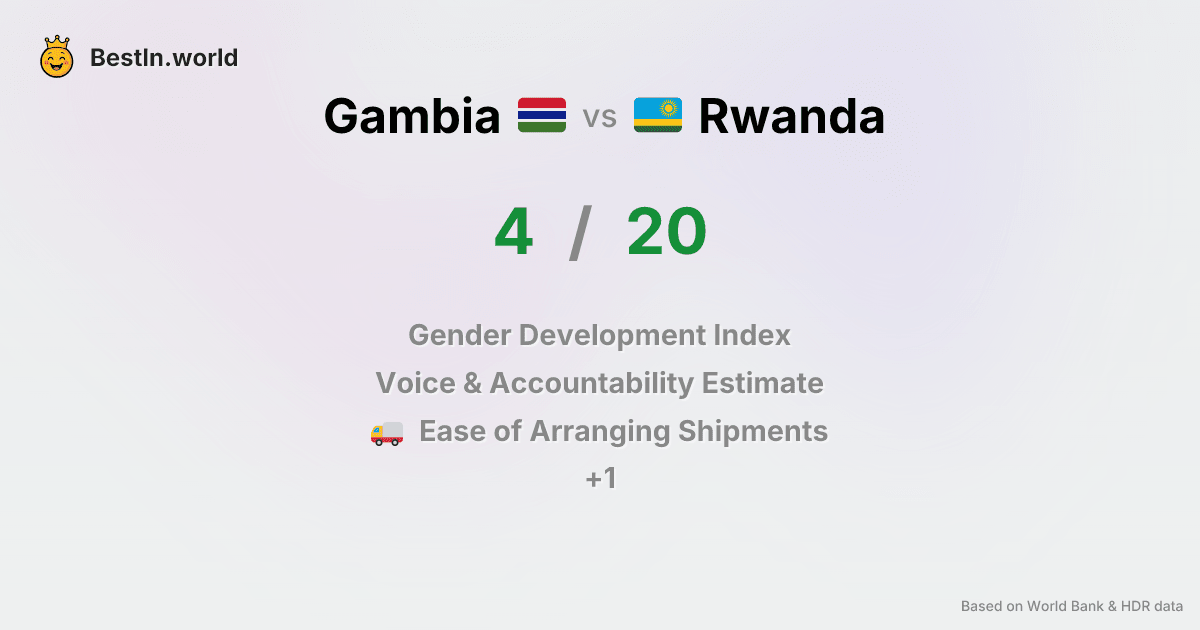 BestIn.world
Gambia vs Rwanda
4 / 20
Gender Development Index
Voice & Accountability Estimate
Ease of Arranging Shipments
+1
Based on World Bank & HDR data